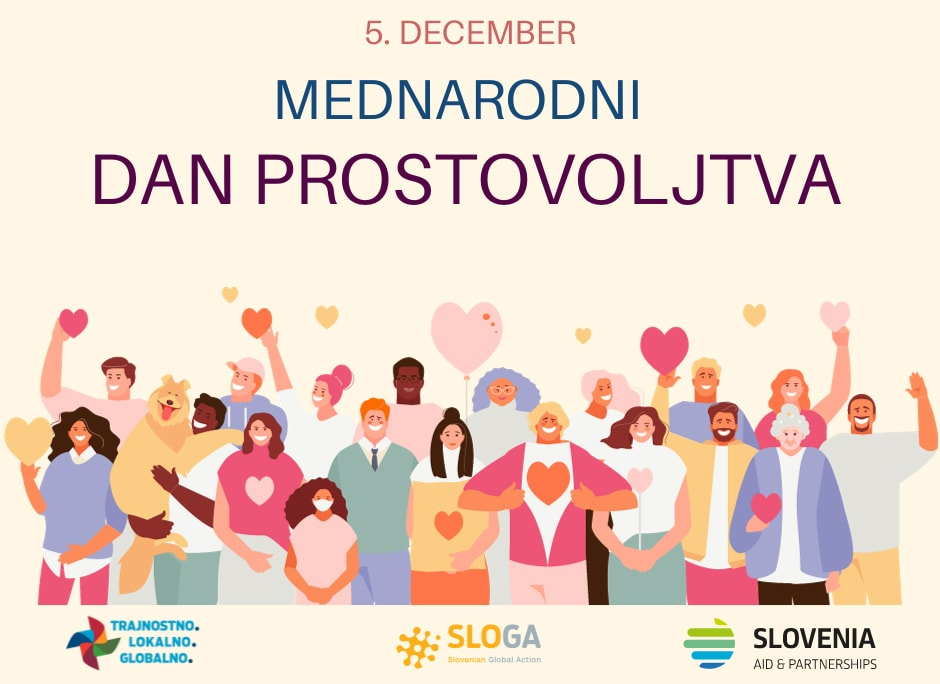 5. DECEMBER
MEDNARODNI
DAN PROSTOVOLJTVA
TRAJNOSTNO.
LOKALNO.
GLOBALNO.
SLOGA
Slovenian Global Action
SLOVENIA
AID & PARTNERSHIPS